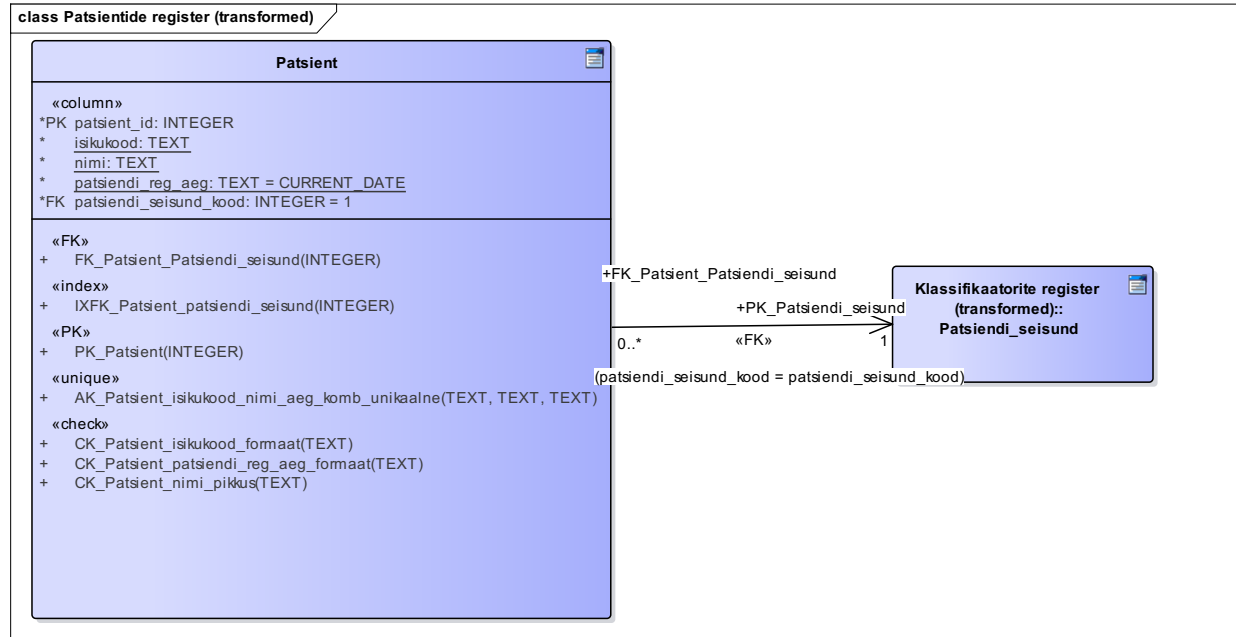 class Patsientide register (transformed)
Patsient
«column»
*PK patsient_id: INTEGER
* isikukood: TEXT
* nimi: TEXT
* patsiendi_reg_aeg: TEXT = CURRENT_DATE
*FK patsiendi_seisund_kood: INTEGER = 1
«FK»
+ FK_Patsient_Patsiendi_seisund(INTEGER)
«index»
+ IXFK_Patsient_patsiendi_seisund(INTEGER)
«PK»
+ PK_Patsient(INTEGER)
«unique»
+ AK_Patsient_isikukood_nimi_aeg_komb_unikaalne(TEXT, TEXT, TEXT)
«check»
+ CK_Patsient_isikukood_formaat(TEXT)
+ CK_Patsient_patsiendi_reg_aeg_formaat(TEXT)
+ CK_Patsient_nimi_pikkus(TEXT)
+FK_Patsient_Patsiendi_seisund
+PK_Patsiendi_seisund
0..* «FK» 1
(patsiendi_seisund_kood = patsiendi_seisund_kood)
Klassifikaatorite register
(transformed)::
Patsiendi_seisund